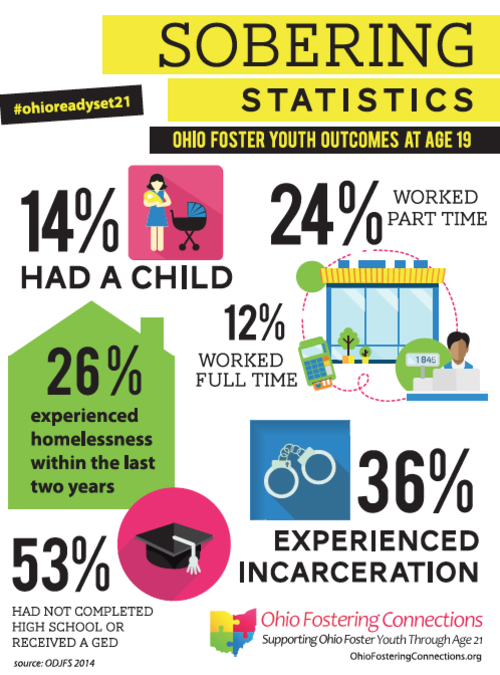 SOBERING
STATISTICS
#ohioreadyset21
OHIO FOSTER YOUTH OUTCOMES AT AGE 19
14%
HAD A CHILD
24%
WORKED
PART TIME
12%
WORKED
FULL TIME
1845
26%
experienced
homelessness
within the last
two years
36%
EXPERIENCED
INCARCERATION
53%
HAD NOT COMPLETED
HIGH SCHOOL OR
RECEIVED A GED
source: ODJFS 2014
Ohio Fostering Connections
Supporting Ohio Foster Youth Through Age 21
OhioFosteringConnections.org